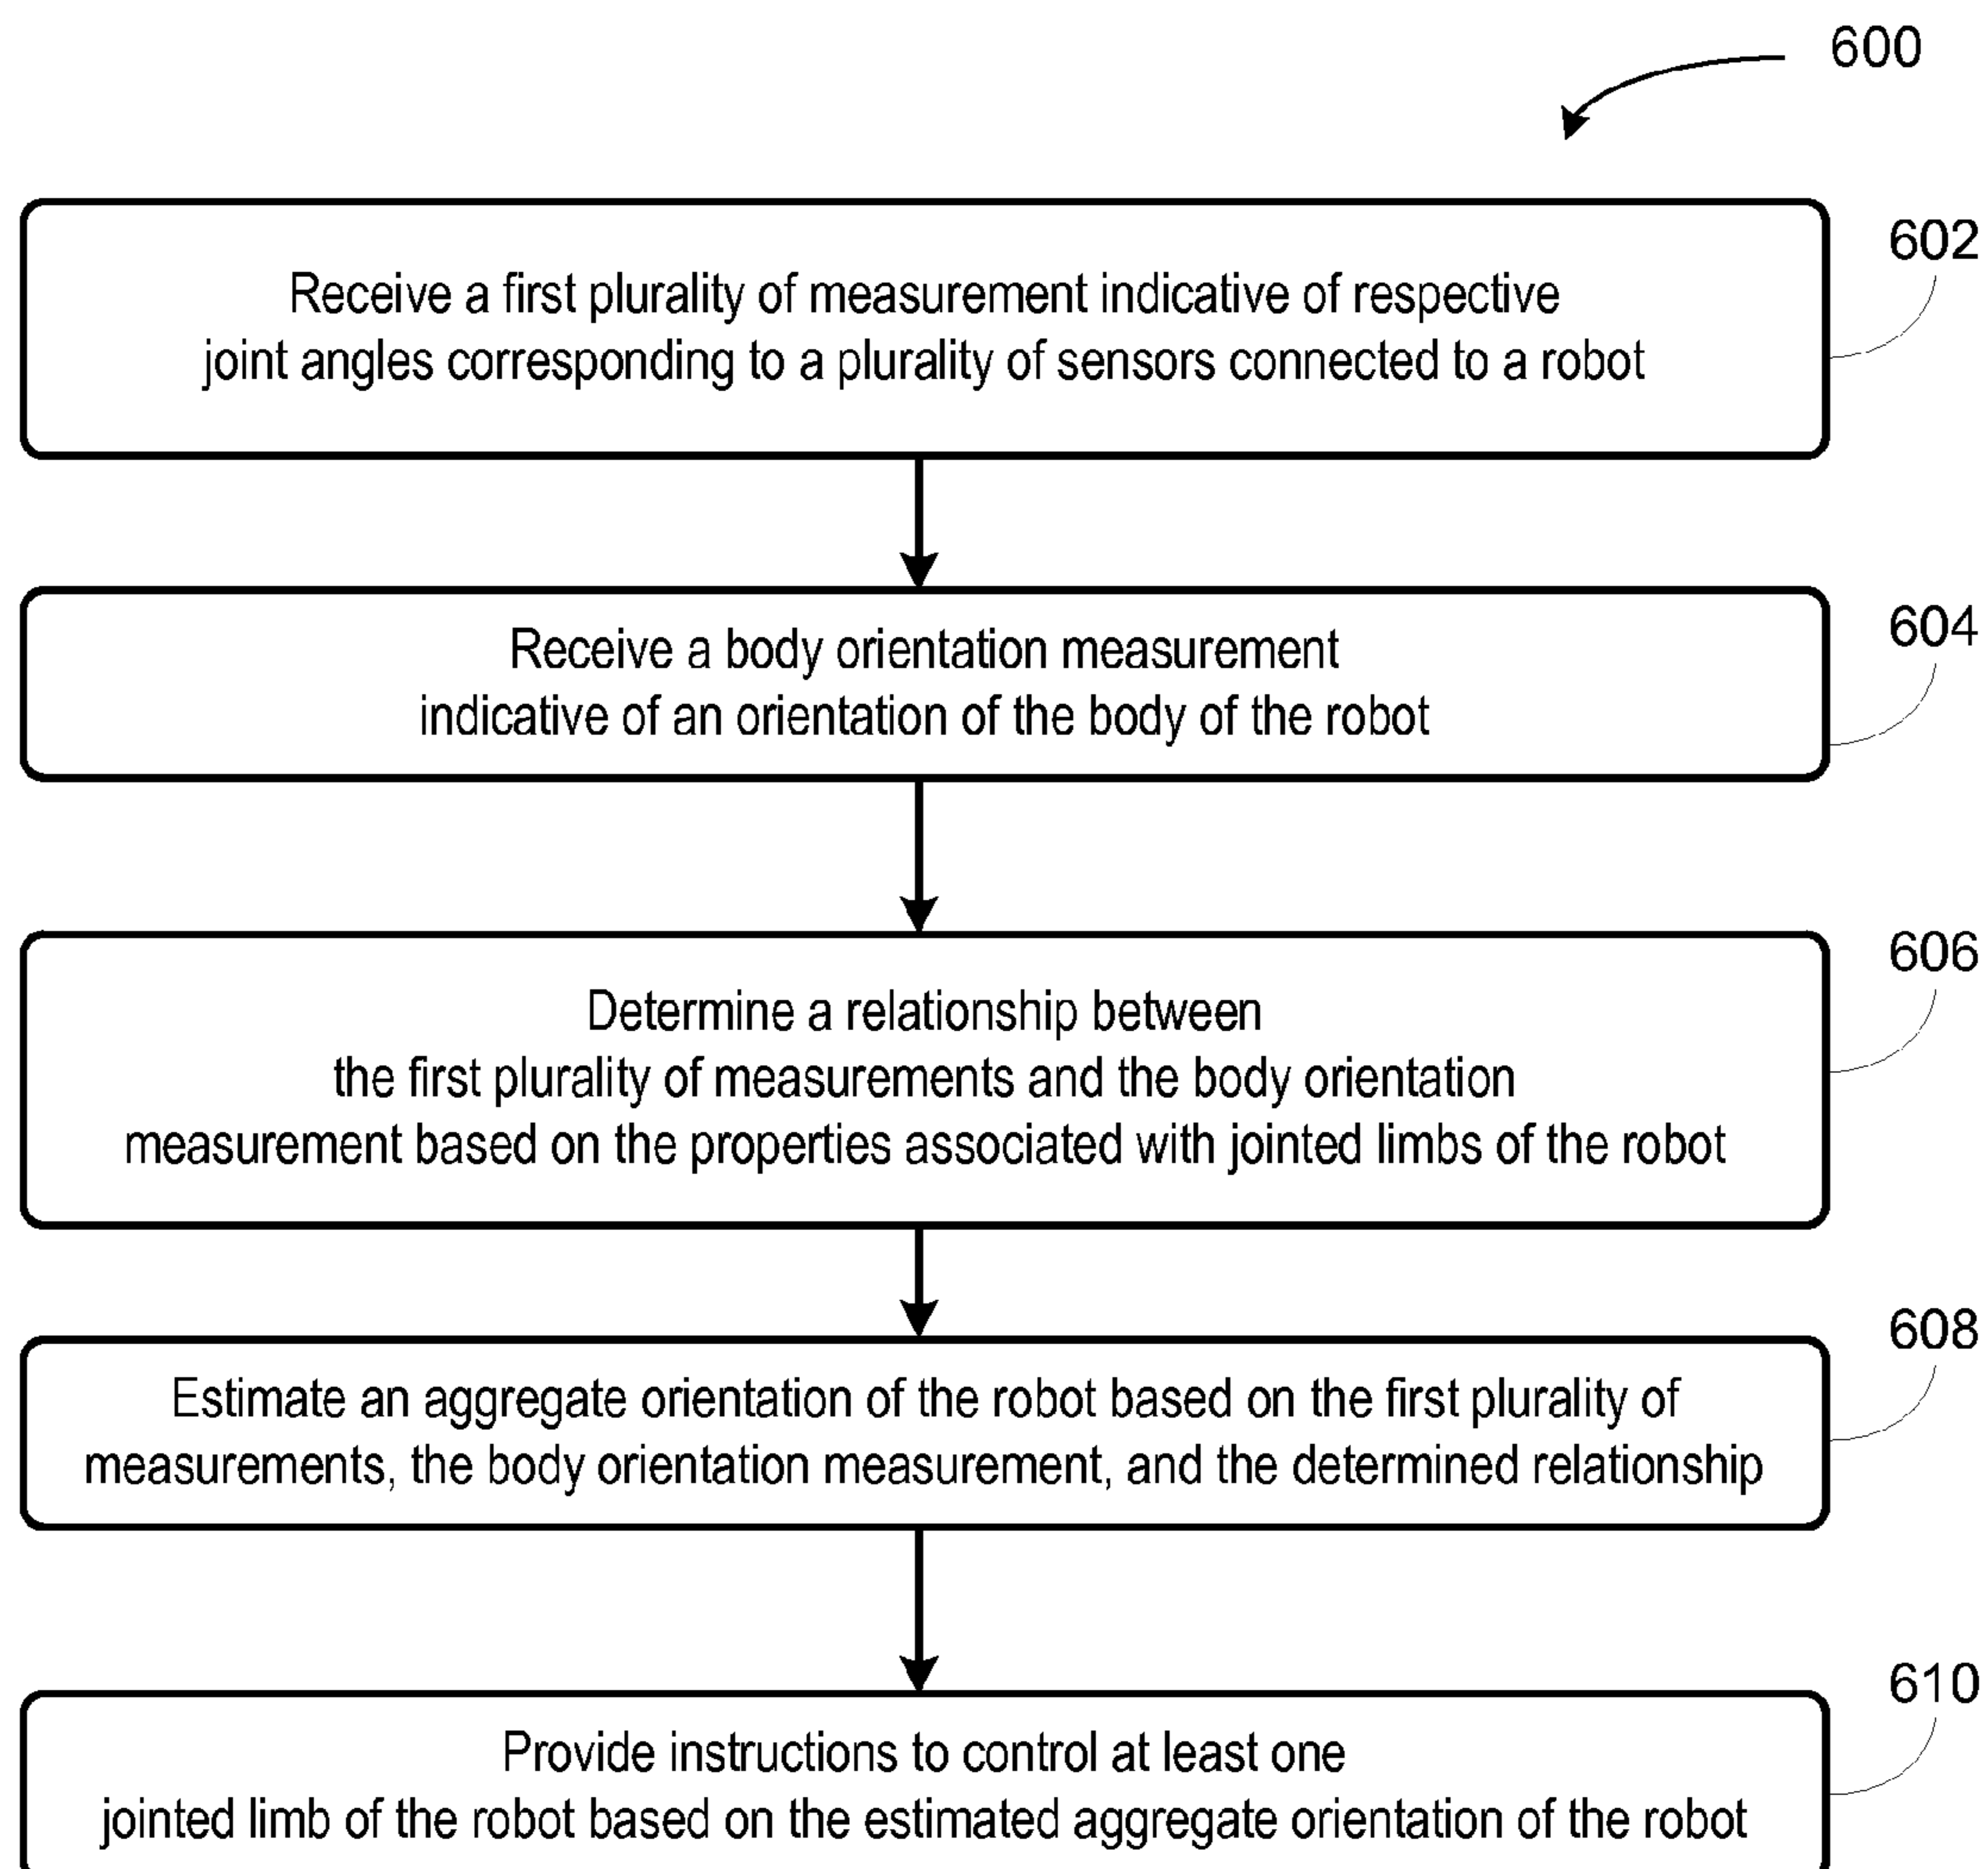 600
602
Receive a first plurality of measurement indicative of respective
joint angles corresponding to a plurality of sensors connected to a robot
604
Receive a body orientation measurement
indicative of an orientation of the body of the robot
606
Determine a relationship between
the first plurality of measurements and the body orientation
measurement based on the properties associated with jointed limbs of the robot
608
Estimate an aggregate orientation of the robot based on the first plurality of
measurements, the body orientation measurement, and the determined relationship
610
Provide instructions to control at least one
jointed limb of the robot based on the estimated aggregate orientation of the robot